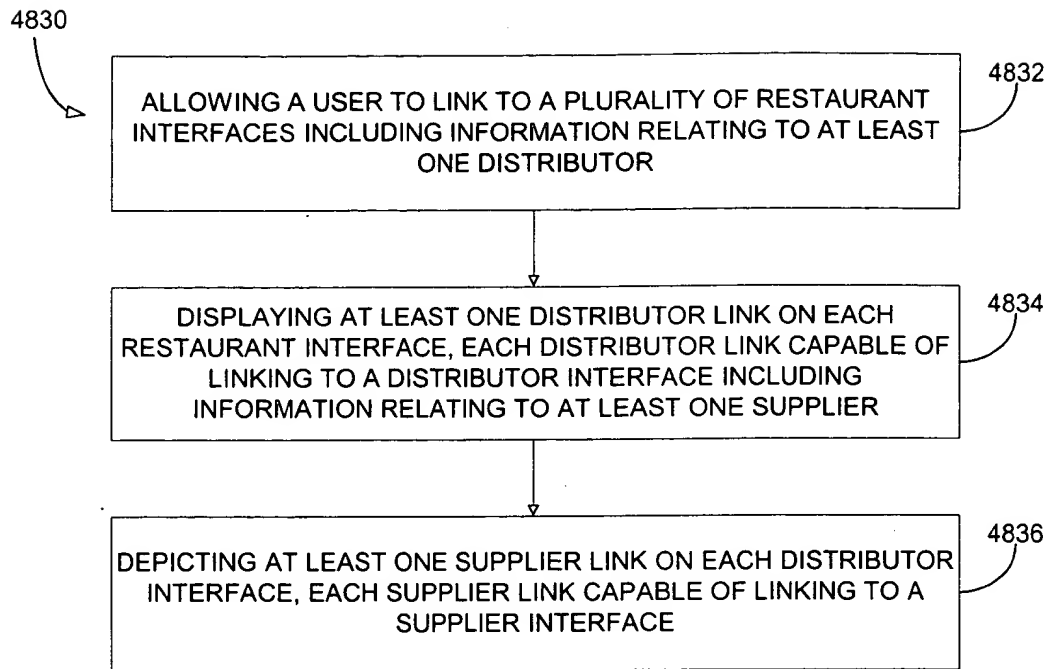 4830
4832
ALLOWING A USER TO LINK TO A PLURALITY OF RESTAURANT
INTERFACES INCLUDING INFORMATION RELATING TO AT LEAST
ONE DISTRIBUTOR
4834
DISPLAYING AT LEAST ONE DISTRIBUTOR LINK ON EACH
RESTAURANT INTERFACE, EACH DISTRIBUTOR LINK CAPABLE OF
LINKING TO A DISTRIBUTOR INTERFACE INCLUDING
INFORMATION RELATING TO AT LEAST ONE SUPPLIER
4836
DEPICTING AT LEAST ONE SUPPLIER LINK ON EACH DISTRIBUTOR
INTERFACE, EACH SUPPLIER LINK CAPABLE OF LINKING TO A
SUPPLIER INTERFACE